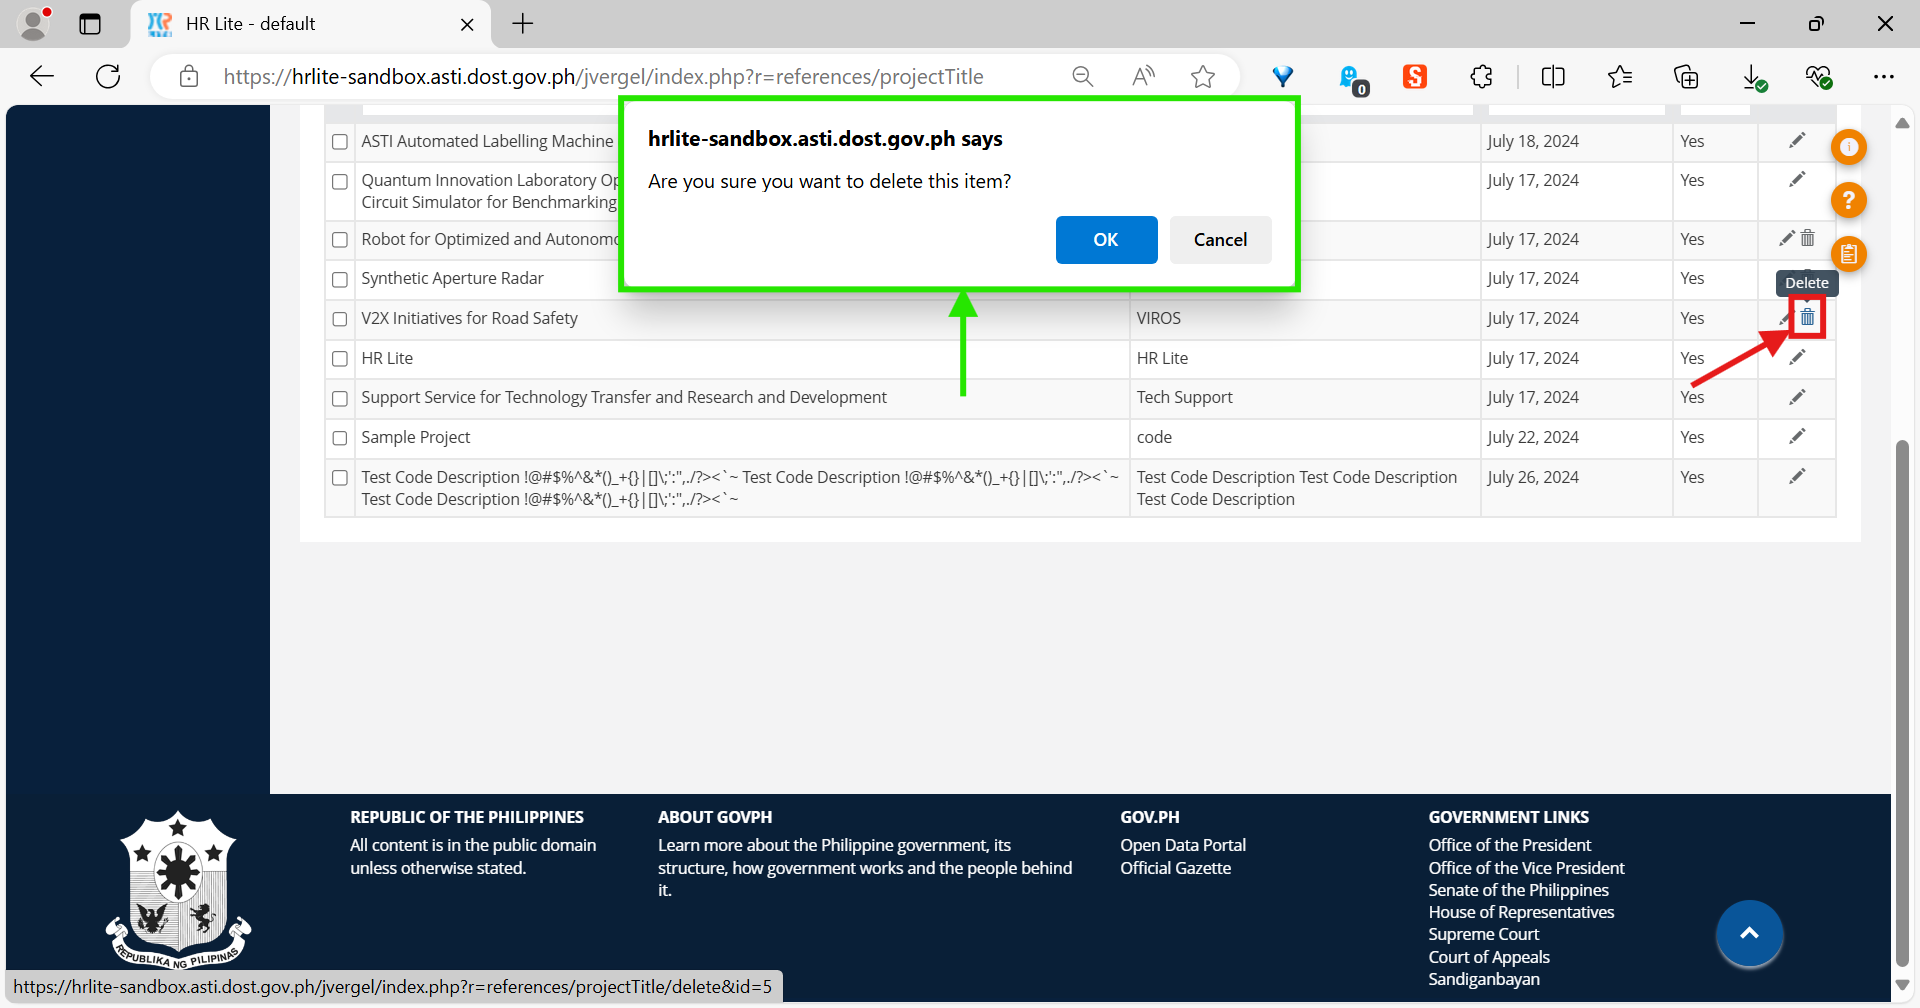 HR Lite - default
https://hrlite-sandbox.asti.dost.gov.ph/jvergel/index.php?r=references/projectTitle
0
hrlite-sandbox.asti.dost.gov.ph says
Are you sure you want to delete this item?
OK
Cancel
ASTI Automated Labelling Machine
July 18, 2024
Yes
Quantum Innovation Laboratory
Circuit Simulator for Benchmarking
July 17, 2024
Yes
Robot for Optimized and
July 17, 2024
Yes
Synthetic Aperture Radar
July 17, 2024
Yes
Delete
V2X Initiatives for Road Safety
VIROS
July 17, 2024
Yes
HR Lite
HR Lite
July 17, 2024
Yes
Support Service for Technology Transfer and Research and Development
Tech Support
July 17, 2024
Yes
Sample Project
code
July 22, 2024
Yes
Test Code Description !@#$%^&*()_+{}|[]\;':",./?><`~ Test Code Description !@#$%^&*()_+{}|[]\;':",./?><`~
Test Code Description !@#$%^&*()_+{}|[]\;':",./?><`~
Test Code Description Test Code Description
Test Code Description
July 26, 2024
Yes
REPUBLIKA NG PILIPINAS
REPUBLIC OF THE PHILIPPINES
All content is in the public domain
unless otherwise stated.
ABOUT GOVPH
Learn more about the Philippine government, its
structure, how government works and the people behind
it.
GOV.PH
Open Data Portal
Official Gazette
GOVERNMENT LINKS
Office of the President
Office of the Vice President
Senate of the Philippines
House of Representatives
Supreme Court
Court of Appeals
Sandiganbayan
https://hrlite-sandbox.asti.dost.gov.ph/jvergel/index.php?r=references/projectTitle/delete&id=5